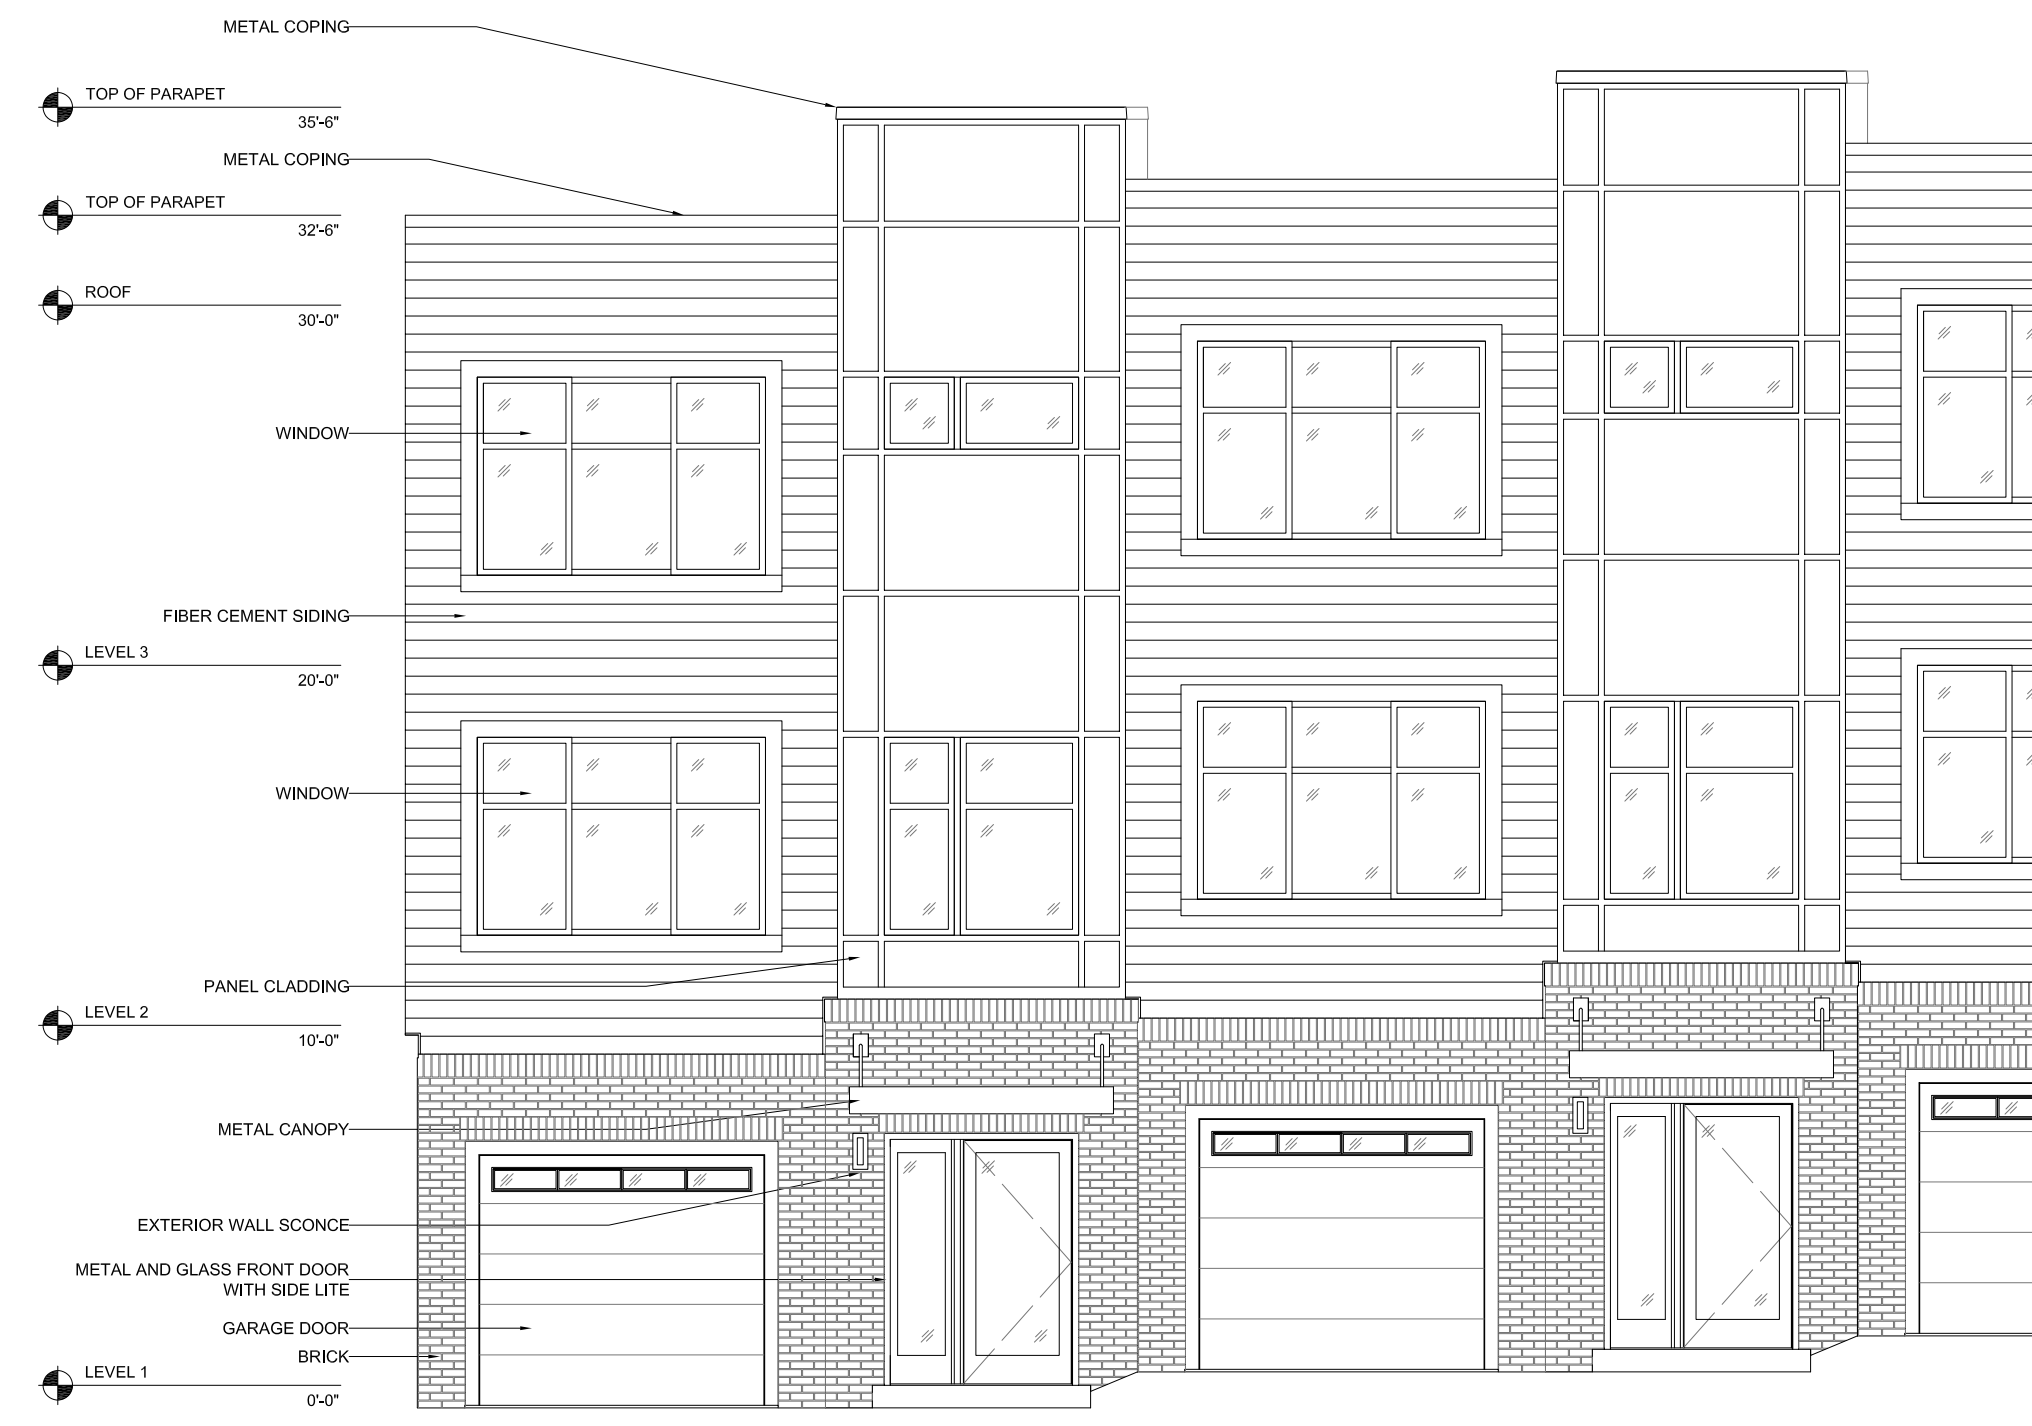 METAL COPING
TOP OF PARAPET
35'-6"
METAL COPING
TOP OF PARAPET
32'-6"
ROOF
30'-0"
WINDOW
FIBER CEMENT SIDING
LEVEL 3
20'-0"
WINDOW
PANEL CLADDING
LEVEL 2
10'-0"
METAL CANOPY
EXTERIOR WALL SCONCE
METAL AND GLASS FRONT DOOR
WITH SIDE LITE
GARAGE DOOR
BRICK
LEVEL 1
0'-0"